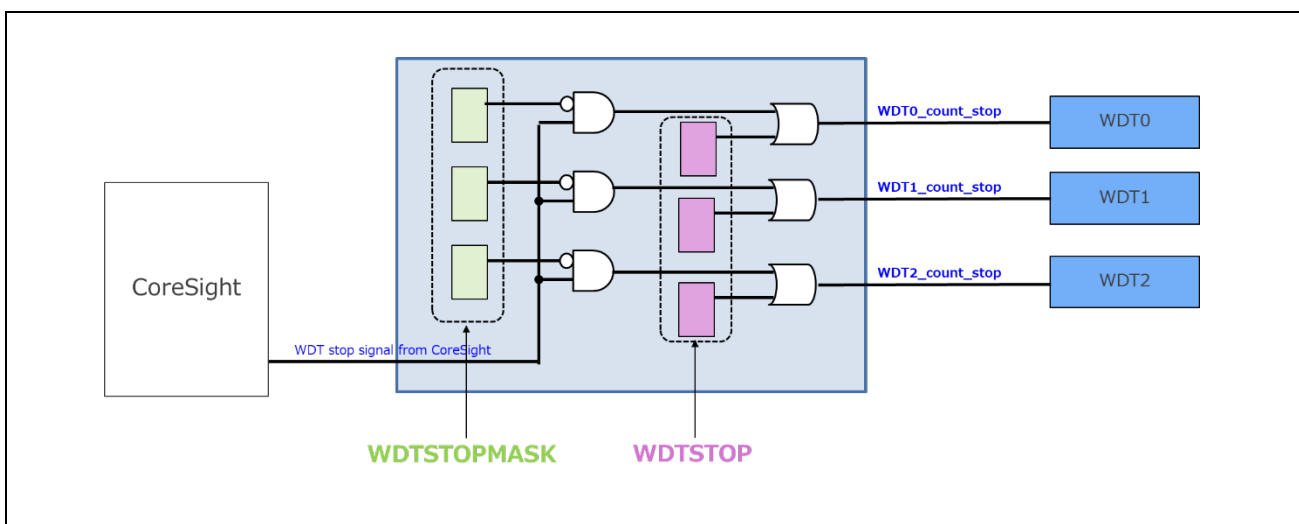 WDT0_count_stop
WDT0
WDT1_count_stop
WDT1
WDT2_count_stop
WDT2
CoreSight
WDT stop signal from CoreSight
WDTSTOPMASK
WDTSTOP